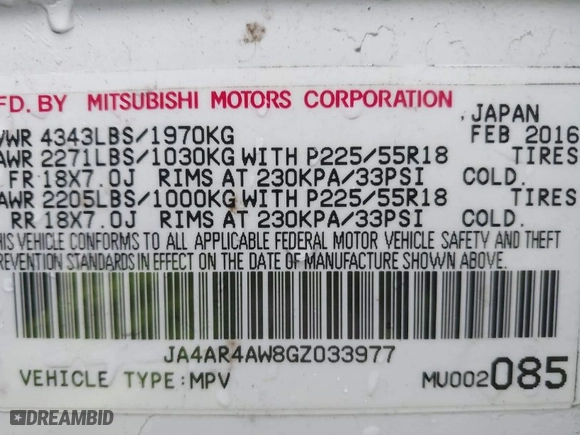 FD. BY MITSUBISHI MOTORS CORPORATION
JAPAN
VWR 4343LBS/1970KG FEB 2016
AWR 2271LBS/1030KG WITH P225/55R18 TIRES
FR 18X7.0J RIMS AT 230KPA/33PSI COLD.
AWR 2205LBS/1000KG WITH P225/55R18 TIRES
RR 18X7.0J RIMS AT 230KPA/33PSI COLD.
HIS VEHICLE CONFORMS TO ALL APPLICABLE FEDERAL MOTOR VEHICLE SAFETY AND THEFT
PREVENTION STANDARDS IN EFFECT ON THE DATE OF MANUFACTURE SHOWN ABOVE.
JA4AR4AW8GZ033977
VEHICLE TYPE:MPV MU002085
DREAMBID